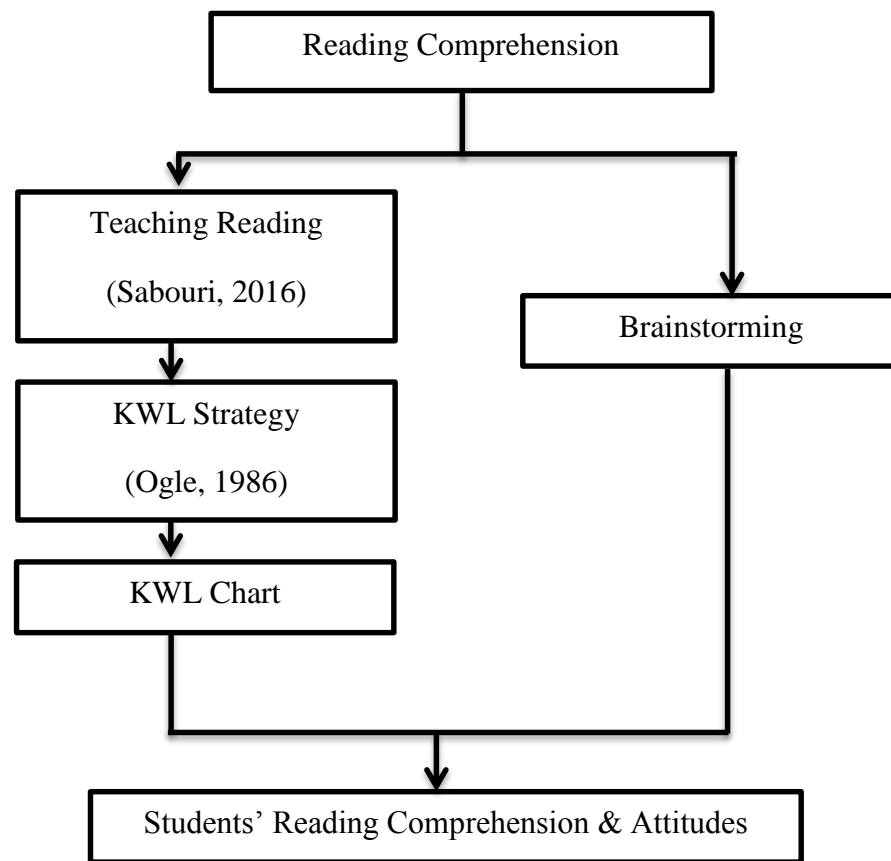 Reading Comprehension
Teaching Reading
(Sabouri, 2016)
Brainstorming
KWL Strategy
(Ogle, 1986)
KWL Chart
Students’ Reading Comprehension & Attitudes